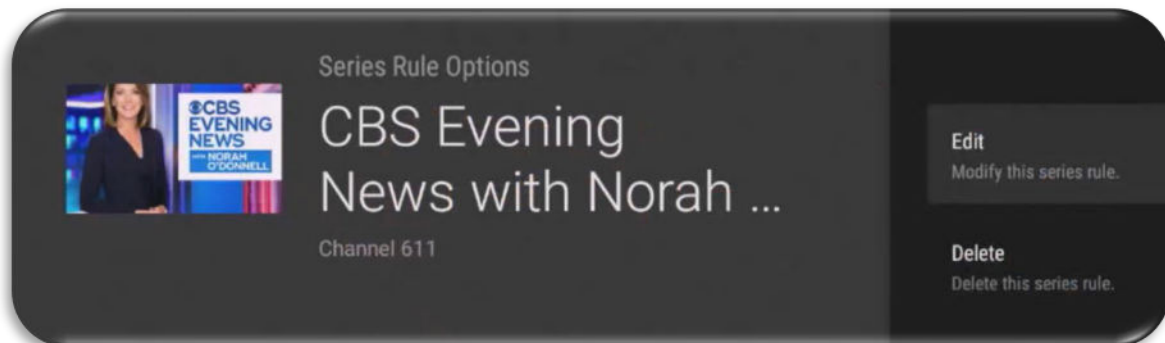 Series Rule Options
CBS Evening
News with Norah ...
Channel 611
CBS
EVENING
NEWS
WITH NORAH
O'DONNELL
Edit
Modify this series rule.
Delete
Delete this series rule.